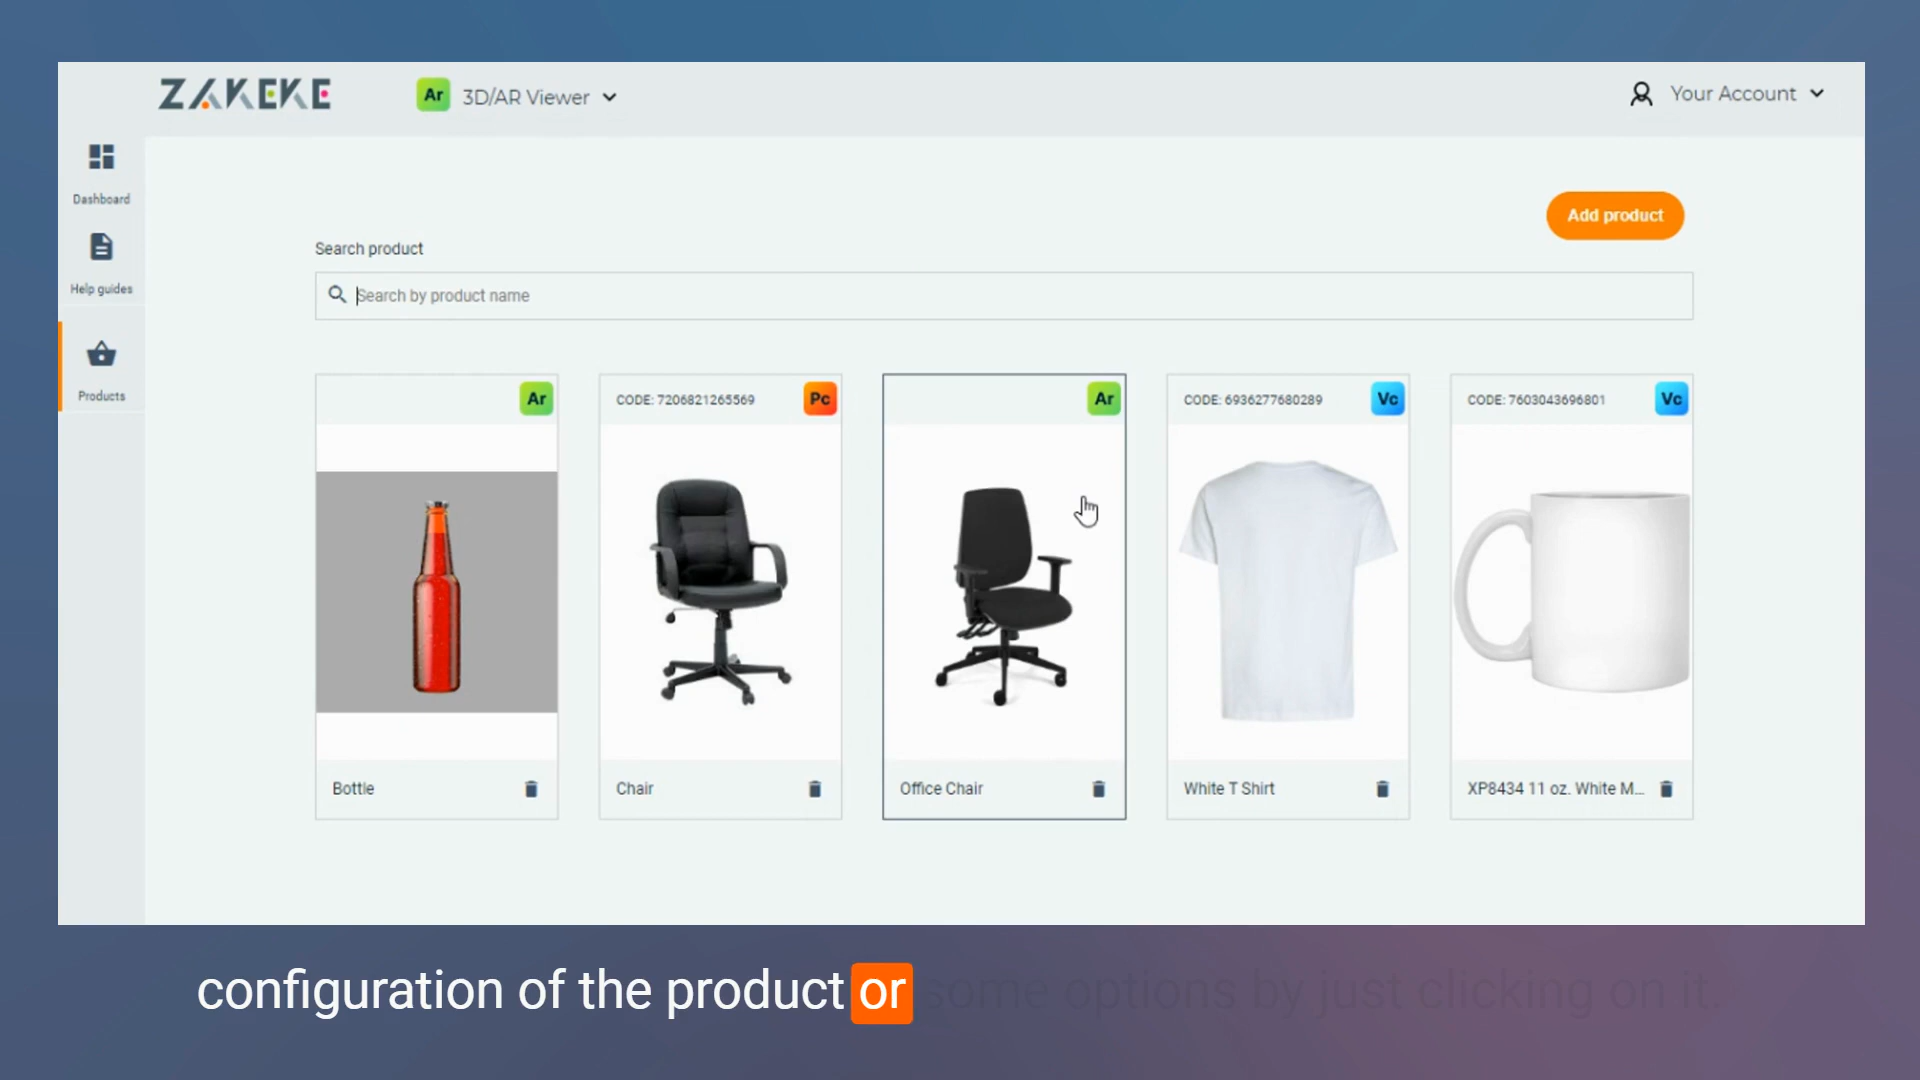 ZAKEKE
Ar 3D/AR Viewer
Your Account
Dashboard
Help guides
Products
Add product
Search product
Search by product name
Ar
CODE: 7206821265569 Pc
Ar
CODE: 6936277680289 Vc
CODE: 7603043696801 Vc
Bottle
Chair
Office Chair
White T Shirt
XP8434 11 oz. White M...
configuration of the product or some options by just clicking on it.